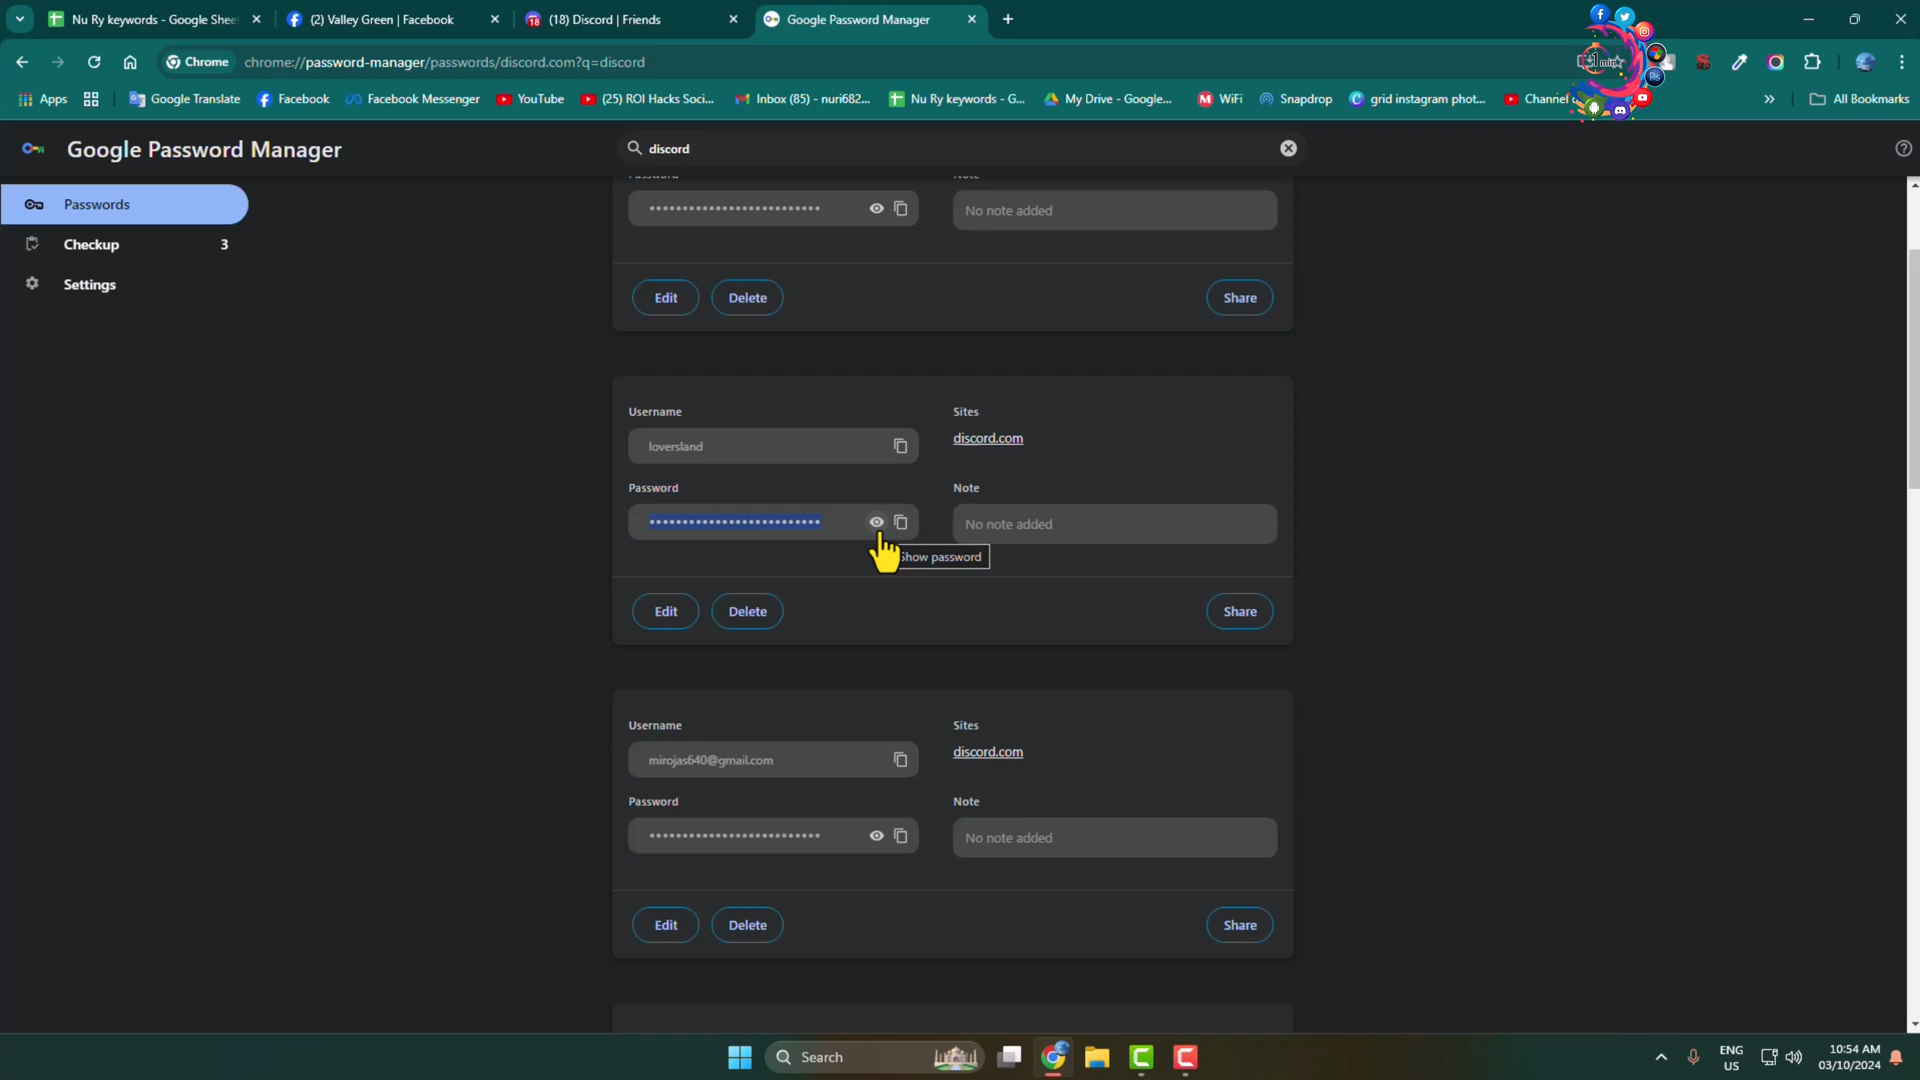 Nu Ry keywords - Google Shee
(2) Valley Green | Facebook
(18) Discord | Friends
Google Password Manager
Chrome
chrome://password-manager/passwords/discord.com?q=discord
1 min
SEO
Ps
Apps
Google Translate
Facebook
Facebook Messenger
YouTube
(25) ROI Hacks Soci...
Inbox (85) - nuri682...
Nu Ry keywords - G...
My Drive - Google...
WiFi
Snapdrop
grid instagram phot...
Channel
All Bookmarks
Google Password Manager
discord
Passwords
Checkup 3
Settings
No note added
Edit Delete Share
Username Sites
loversland discord.com
Password Note
No note added
Show password
Edit Delete Share
Username Sites
mirojas640@gmail.com discord.com
Password Note
No note added
Edit Delete Share
Search
ENG
US
10:54 AM
03/10/2024